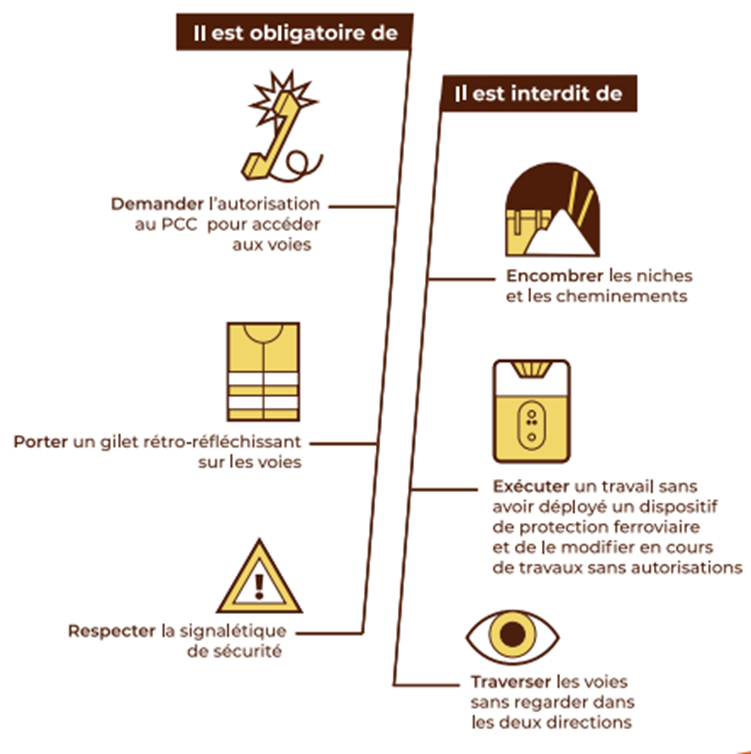 Il est obligatoire de
Demander l'autorisation
au PCC pour accéder
aux voies
Porter un gilet rétro-réfléchissant
sur les voies
!
Respecter la signalétique
de sécurité
Il est interdit de
Encombrer les niches
et les cheminements
Exécuter un travail sans
avoir déployé un dispositif
de protection ferroviaire
et de le modifier en cours
de travaux sans autorisations
Traverser les voies
sans regarder dans
les deux directions